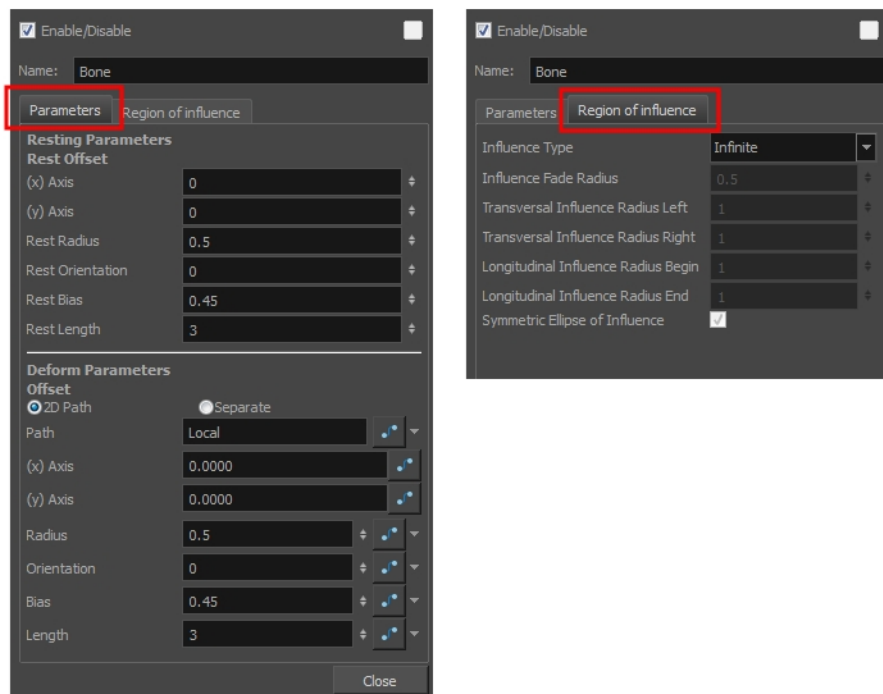 Enable/Disable
Name: Bone
Parameters Region of influence
Resting Parameters
Rest Offset
(x) Axis 0
(y) Axis 0
Rest Radius 0.5
Rest Orientation 0
Rest Bias 0.45
Rest Length 3
Deform Parameters
Offset
2D Path Separate
Path Local
(x) Axis 0.0000
(y) Axis 0.0000
Radius 0.5
Orientation 0
Bias 0.45
Length 3
Close
Enable/Disable
Name: Bone
Parameters Region of influence
Influence Type Infinite
Influence Fade Radius 0.5
Transversal Influence Radius Left 1
Transversal Influence Radius Right 1
Longitudinal Influence Radius Begin 1
Longitudinal Influence Radius End 1
Symmetric Ellipse of Influence